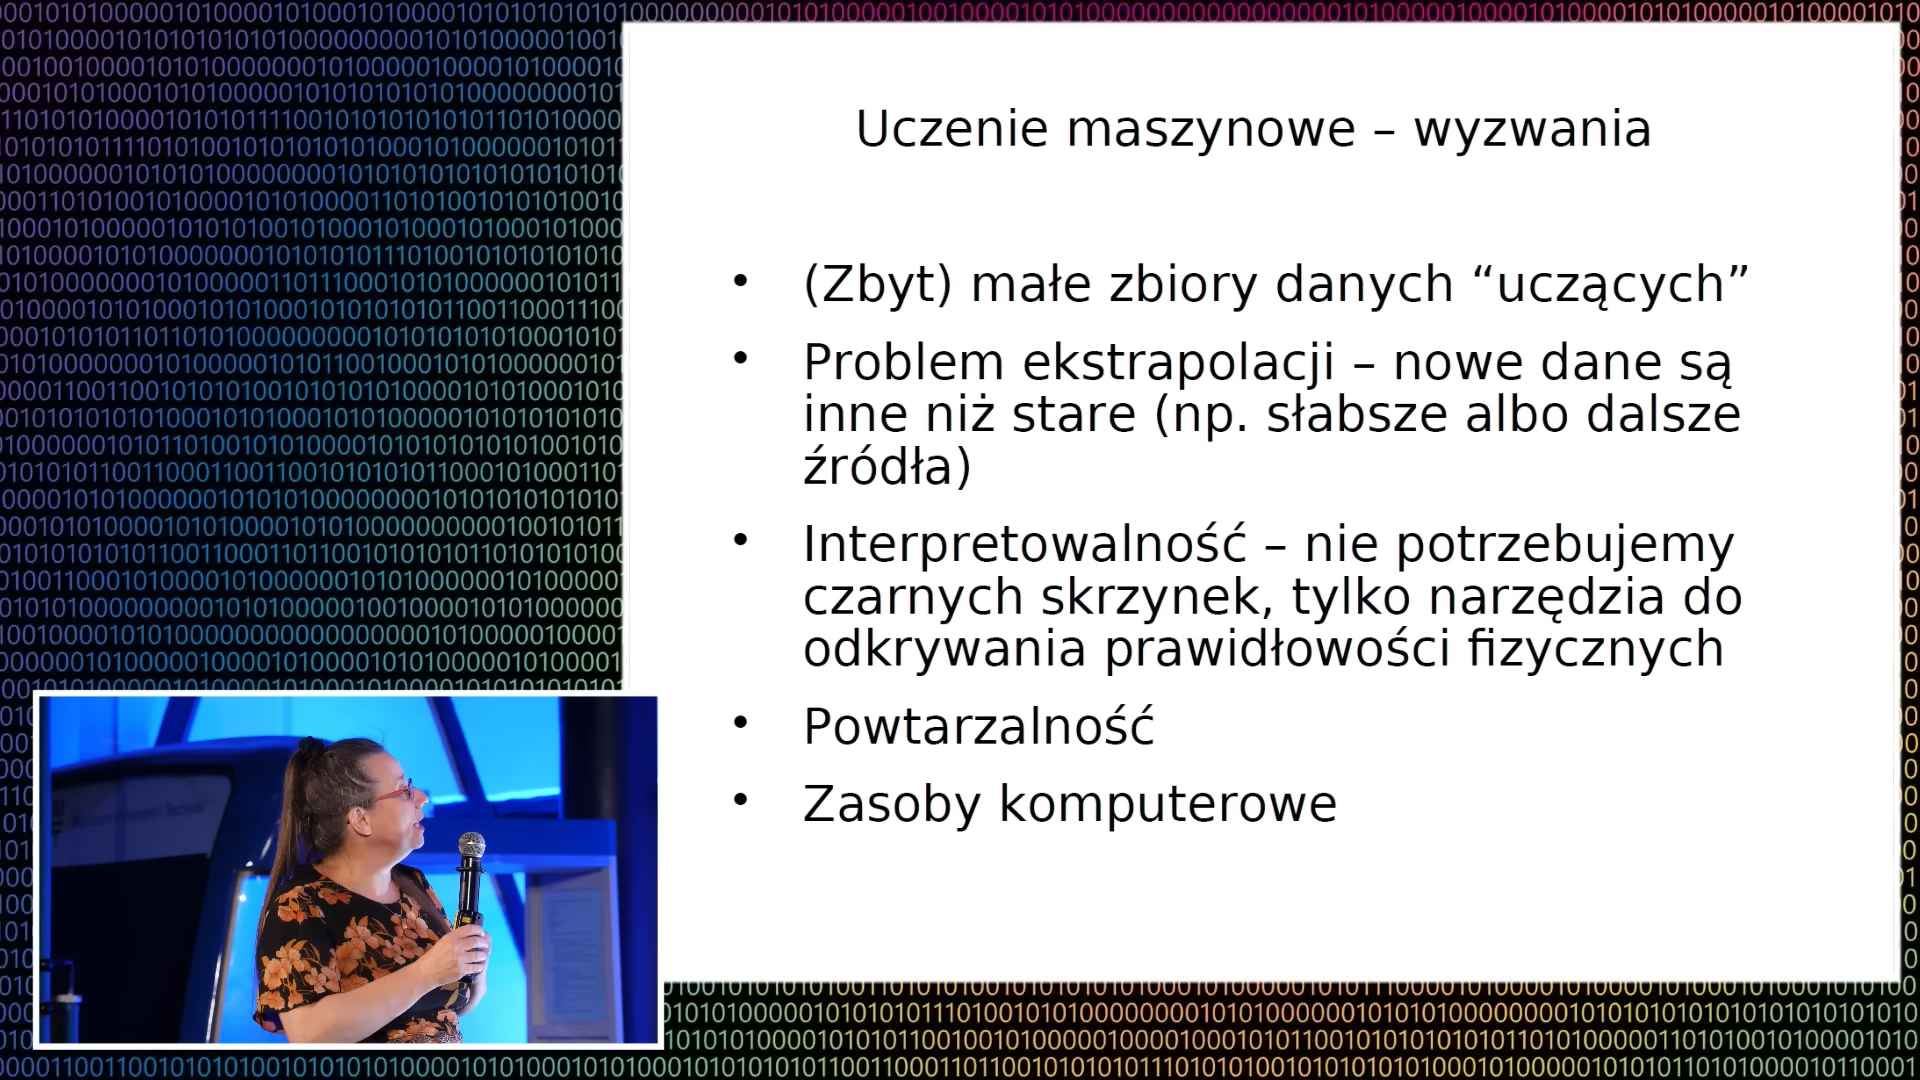 Uczenie maszynowe – wyzwania
• (Zbyt) małe zbiory danych “uczących”
• Problem ekstrapolacji – nowe dane są
inne niż stare (np. słabsze albo dalsze
źródła)
• Interpretowalność – nie potrzebujemy
czarnych skrzynek, tylko narzędzia do
odkrywania prawidłowości fizycznych
• Powtarzalność
• Zasoby komputerowe